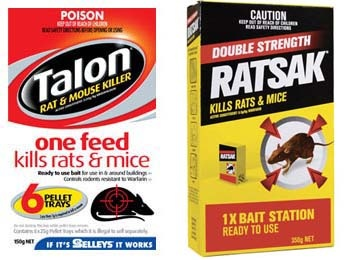 POISON
KEEP OUT OF REACH OF CHILDREN
READ SAFETY DIRECTIONS BEFORE OPENING OR USING
Talon
RAT & MOUSE KILLER
one feed
kills rats & mice
Ready to use bait for use in & around buildings
Controls rodents resistant to Warfarin
6 PELLET TRAYS
Contains 6x25g Pellet trays which it is illegal to sell separately.
150g NET
IF IT'S SELLEYS IT WORKS
CAUTION
KEEP OUT OF REACH OF CHILDREN
READ SAFETY DIRECTIONS
DOUBLE STRENGTH
RATSAK
KILLS RATS & MICE
RATSAK
1X BAIT STATION
READY TO USE
350g NET